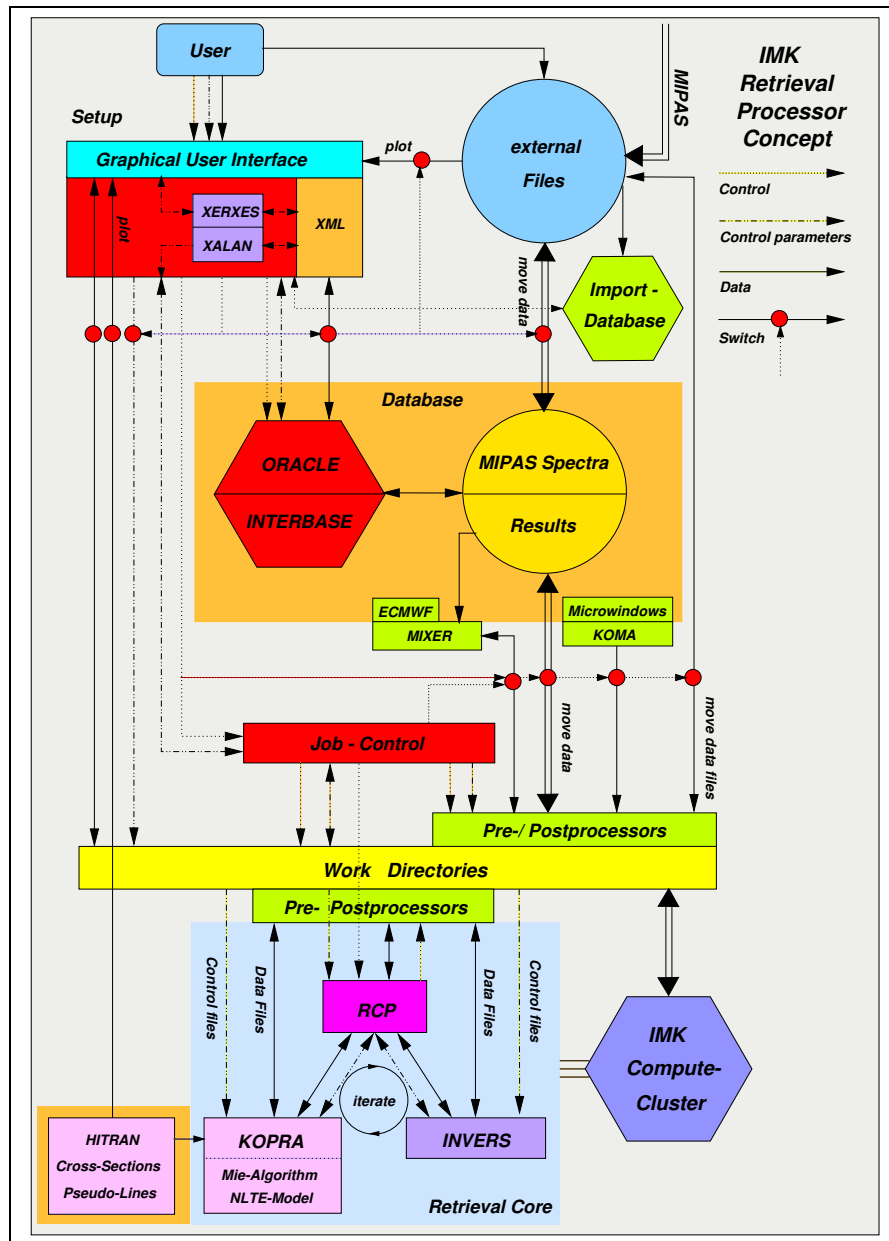 User
IMK
Retrieval
Processor
Concept
MIPAS
Setup
Graphical User Interface
plot
external
Files
Control
XERXES
XML
plot
XALAN
Control parameters
move data
Import -
Database
Data
Switch
Database
ORACLE
INTERBASE
MIPAS Spectra
Results
ECMWF
MIXER
Microwindows
KOMA
Job - Control
move data
move data files
Pre-/ Postprocessors
Work Directories
Pre- Postprocessors
Control files
Data Files
Data Files
Control files
RCP
IMK
Compute-
Cluster
iterate
HITRAN
Cross-Sections
Pseudo-Lines
KOPRA
Mie-Algorithm
NLTE-Model
INVERS
Retrieval Core